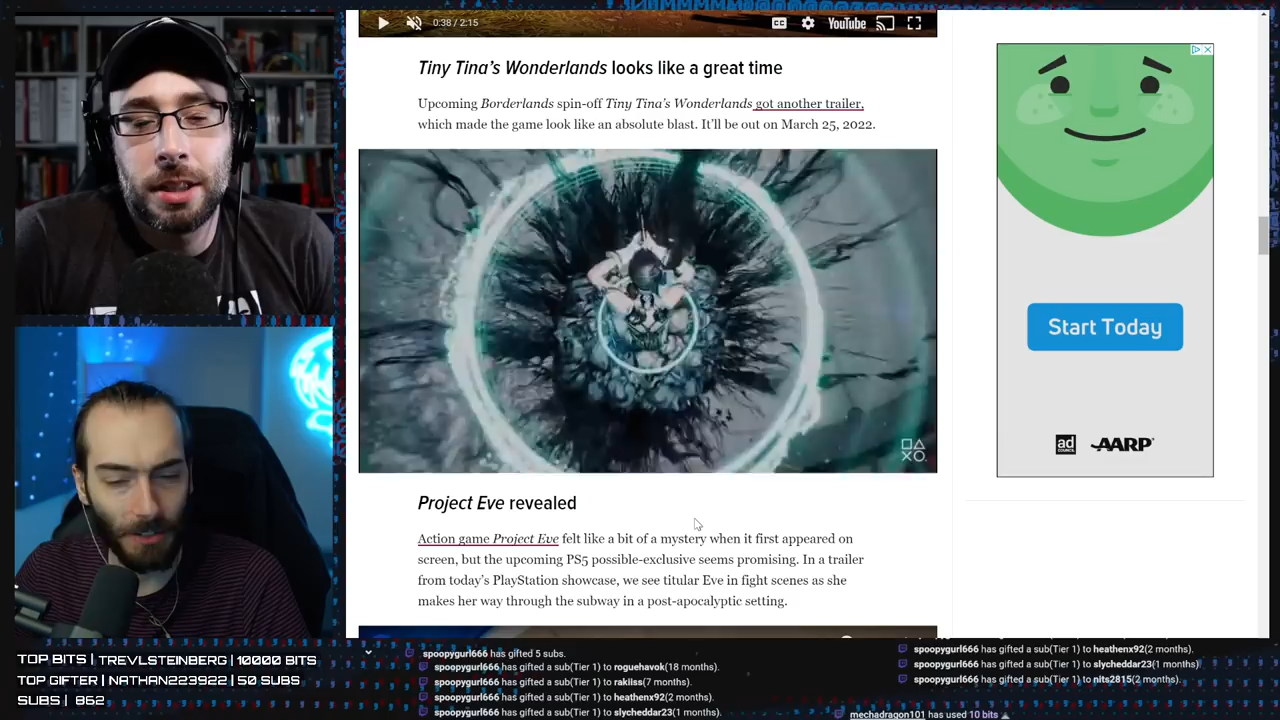 0:38 / 2:15
CC
YouTube
Tiny Tina's Wonderlands looks like a great time
Upcoming Borderlands spin-off Tiny Tina's Wonderlands got another trailer,
which made the game look like an absolute blast. It'll be out on March 25, 2022.
Project Eve revealed
Action game Project Eve felt like a bit of a mystery when it first appeared on
screen, but the upcoming PS5 possible-exclusive seems promising. In a trailer
from today's PlayStation showcase, we see titular Eve in fight scenes as she
makes her way through the subway in a post-apocalyptic setting.
Start Today
ad
COUNCIL
AARP
TOP BITS | TREVLSTEINBERG | 10000 BITS
TOP GIFTER | NATHAN223922 | 50 SUBS
SUBS | 862
spoopygurl666 has gifted 5 subs.
spoopygurl666 has gifted a sub(Tier 1) to roguehavok(18 months).
spoopygurl666 has gifted a sub(Tier 1) to rakiiss(7 months).
spoopygurl666 has gifted a sub(Tier 1) to heathenx92(2 months).
spoopygurl666 has gifted a sub(Tier 1) to slycheddar23(1 months).
spoopygurl666 has gifted a sub(Tier 1) to heathenx92(2 months).
spoopygurl666 has gifted a sub(Tier 1) to slycheddar23(1 months)
spoopygurl666 has gifted a sub(Tier 1) to nits2815(2 months).
mechadragon101 has used 10 bits